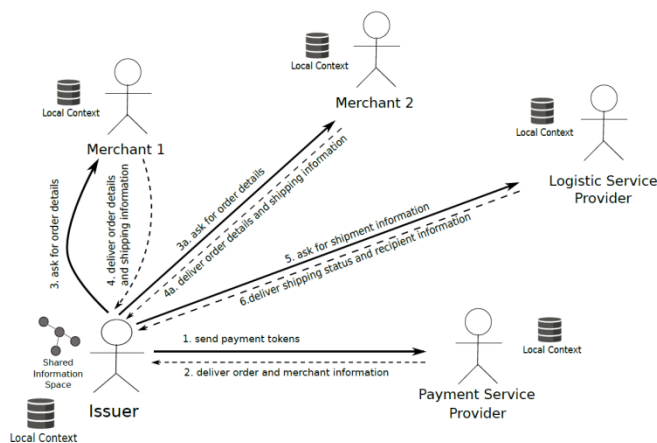 Local Context
Merchant 1
Local Context
Merchant 2
Local Context
Logistic Service
Provider
3. ask for order details
4. deliver order details
and shipping information
3a. ask for order details
4a. deliver order details and shipping information
5. ask for shipment information
6.deliver shipping status and recipient information
Shared
Information
Space
Issuer
Local Context
1. send payment tokens
2. deliver order and merchant information
Local Context
Payment Service
Provider